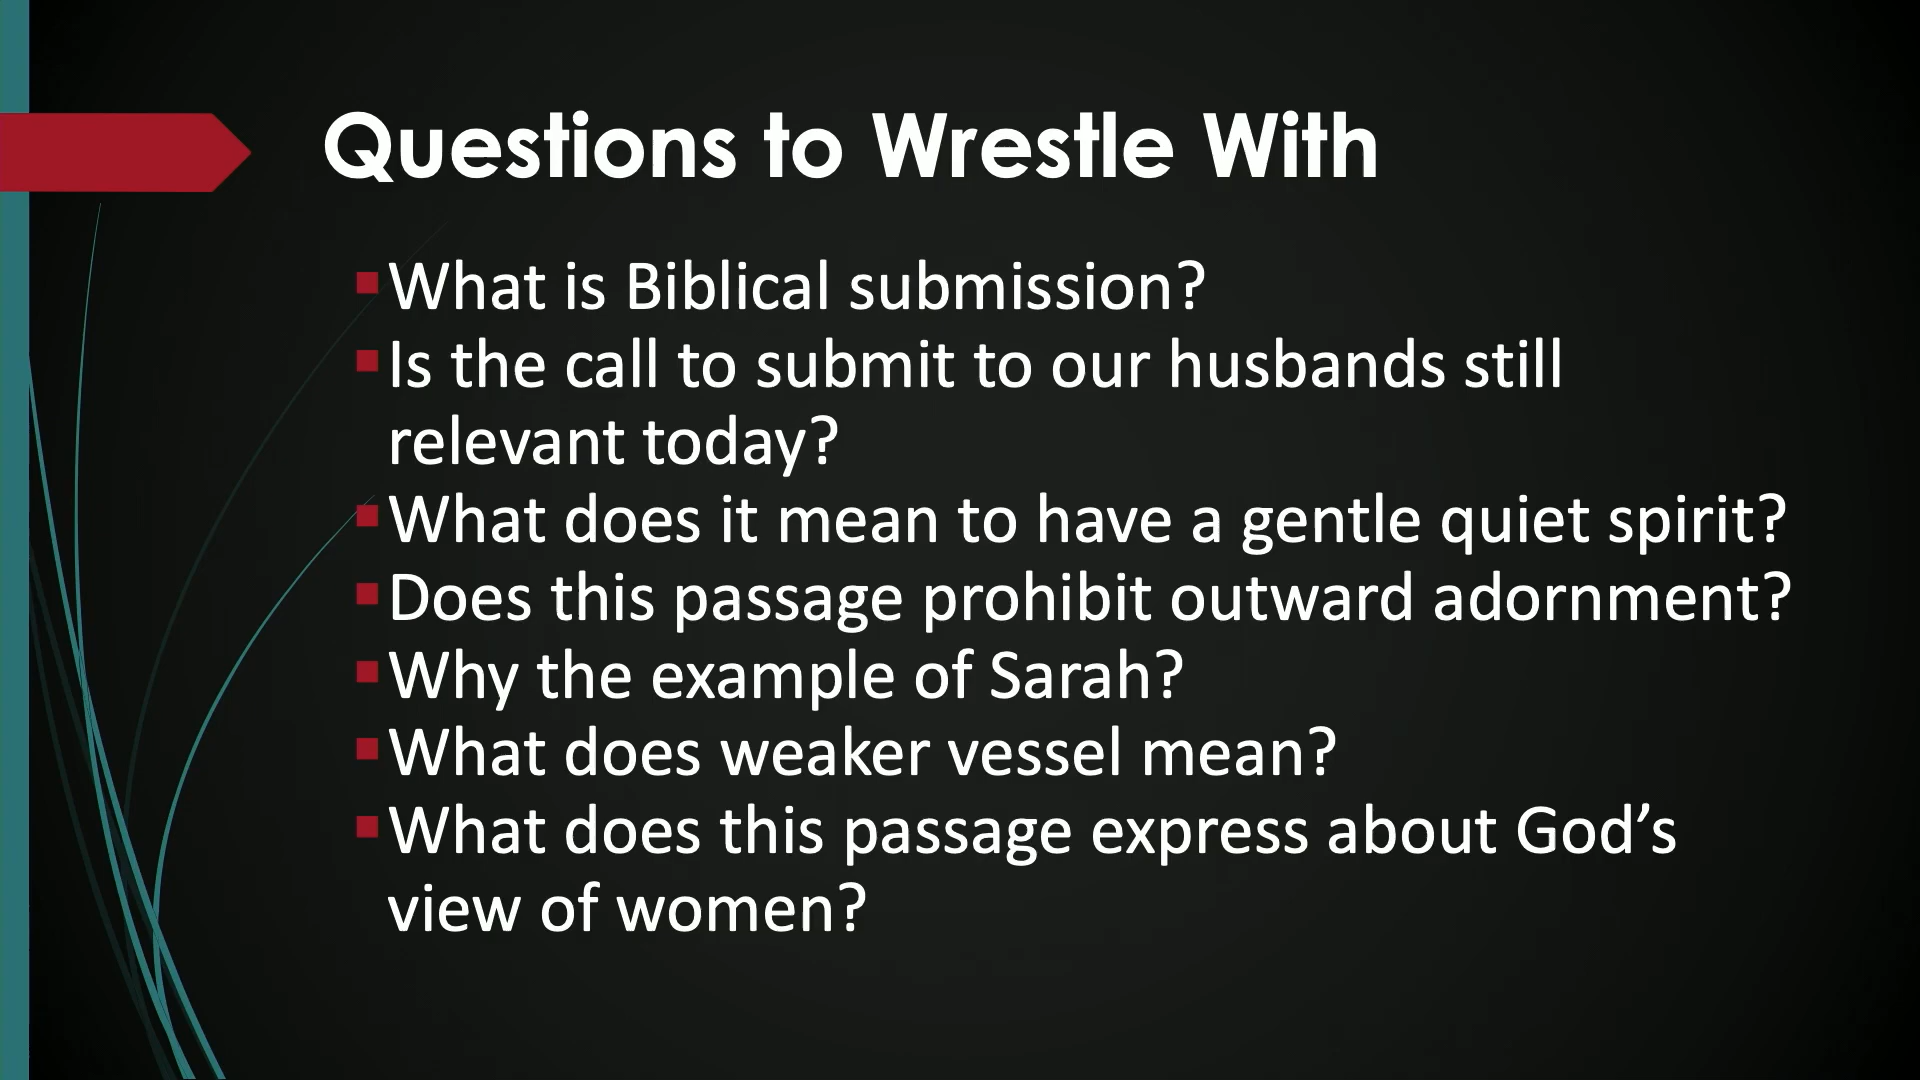 Questions to Wrestle With
What is Biblical submission?
Is the call to submit to our husbands still
relevant today?
What does it mean to have a gentle quiet spirit?
Does this passage prohibit outward adornment?
Why the example of Sarah?
What does weaker vessel mean?
What does this passage express about God’s
view of women?